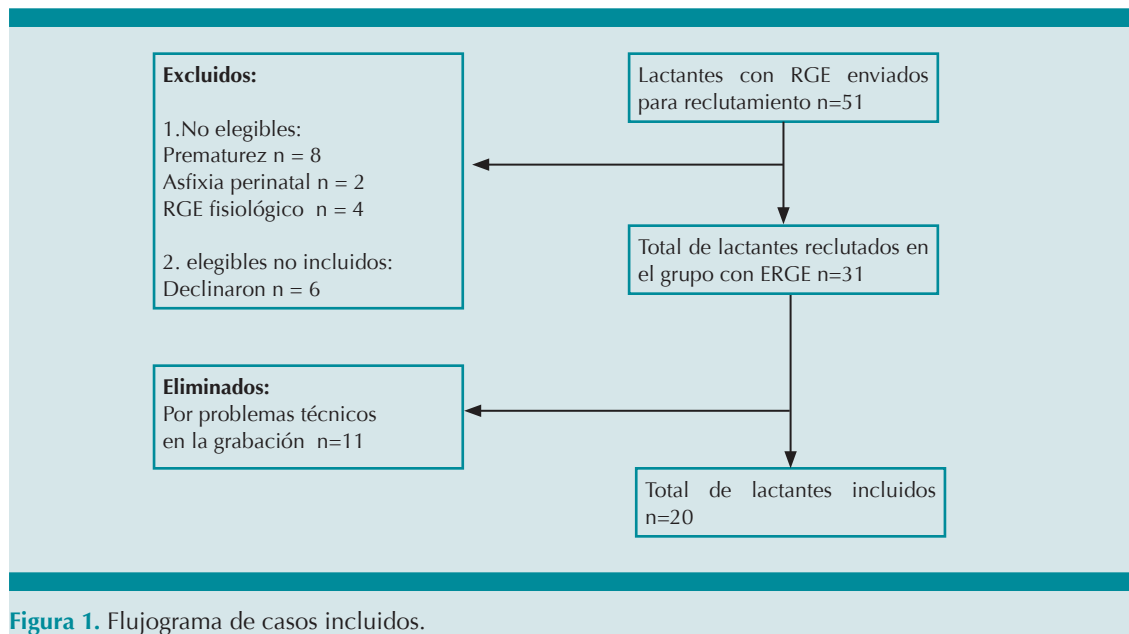 Excluidos:
1.No elegibles:
Prematurez n = 8
Asfixia perinatal n = 2
RGE fisiológico n = 4
2. elegibles no incluidos:
Declinaron n = 6
Lactantes con RGE enviados
para reclutamiento n=51
Total de lactantes reclutados en
el grupo con ERGE n=31
Eliminados:
Por problemas técnicos
en la grabación n=11
Total de lactantes incluidos
n=20
Figura 1. Flujograma de casos incluidos.